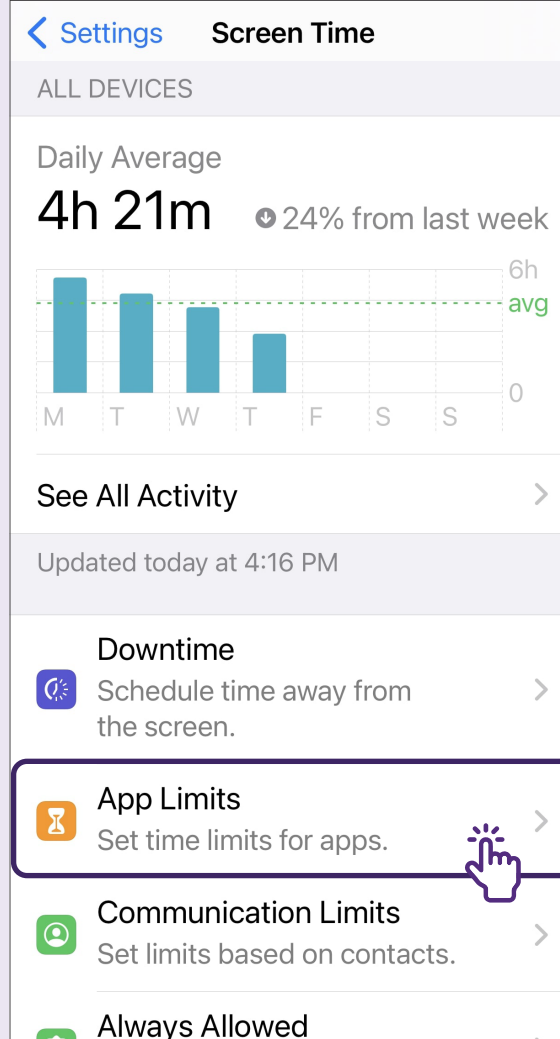 Settings Screen Time
ALL DEVICES
Daily Average
4h 21m 24% from last week
6h
avg
0
M T W T F S S
See All Activity
Updated today at 4:16 PM
Downtime
Schedule time away from
the screen.
App Limits
Set time limits for apps.
Communication Limits
Set limits based on contacts.
Always Allowed